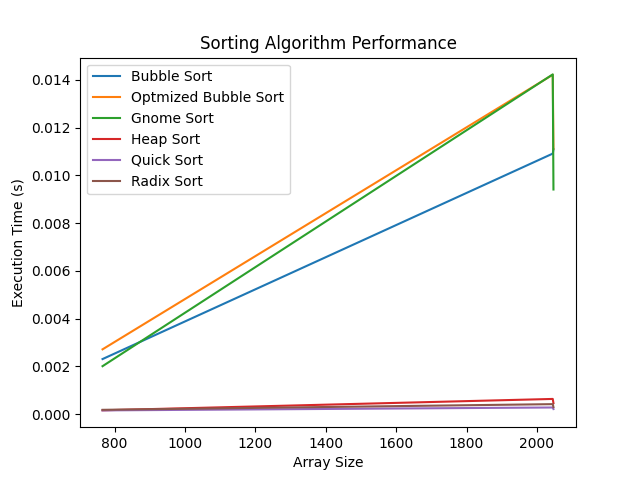 Sorting Algorithm Performance
Bubble Sort
Optmized Bubble Sort
Gnome Sort
Heap Sort
Quick Sort
Radix Sort
Execution Time (s)
0.014
0.012
0.010
0.008
0.006
0.004
0.002
0.000
800 1000 1200 1400 1600 1800 2000
Array Size